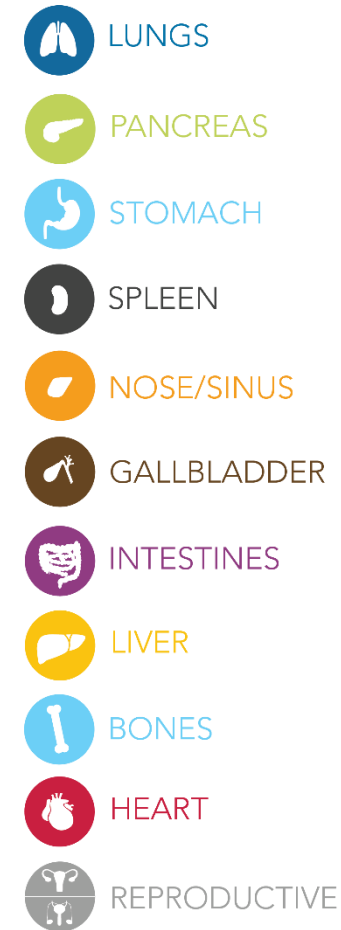 LUNGS
PANCREAS
STOMACH
SPLEEN
NOSE/SINUS
GALLBLADDER
INTESTINES
LIVER
BONES
HEART
REPRODUCTIVE